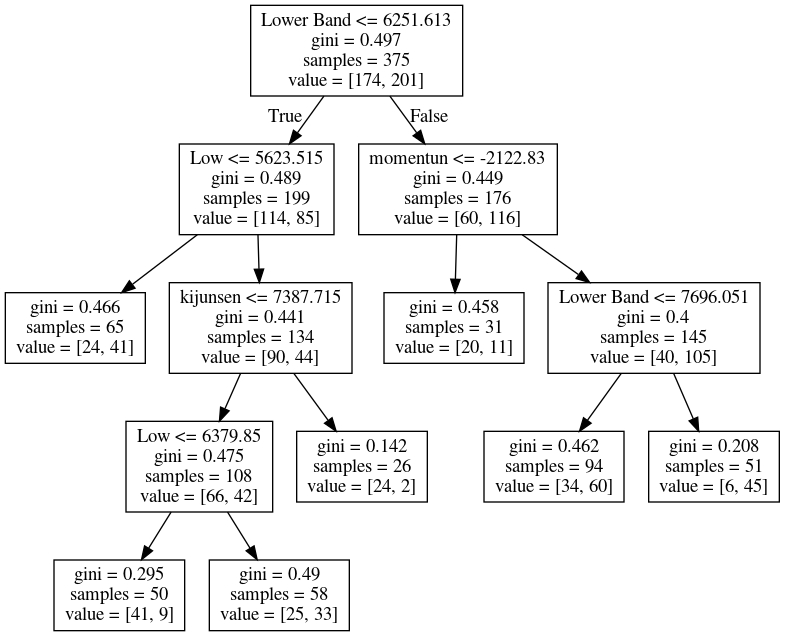 Lower Band <= 6251.613
gini = 0.497
samples = 375
value = [174, 201]
True
False
Low <= 5623.515
gini = 0.489
samples = 199
value = [114, 85]
momentun <= -2122.83
gini = 0.449
samples = 176
value = [60, 116]
gini = 0.466
samples = 65
value = [24, 41]
kijunsen <= 7387.715
gini = 0.441
samples = 134
value = [90, 44]
gini = 0.458
samples = 31
value = [20, 11]
Lower Band <= 7696.051
gini = 0.4
samples = 145
value = [40, 105]
Low <= 6379.85
gini = 0.475
samples = 108
value = [66, 42]
gini = 0.142
samples = 26
value = [24, 2]
gini = 0.462
samples = 94
value = [34, 60]
gini = 0.208
samples = 51
value = [6, 45]
gini = 0.295
samples = 50
value = [41, 9]
gini = 0.49
samples = 58
value = [25, 33]